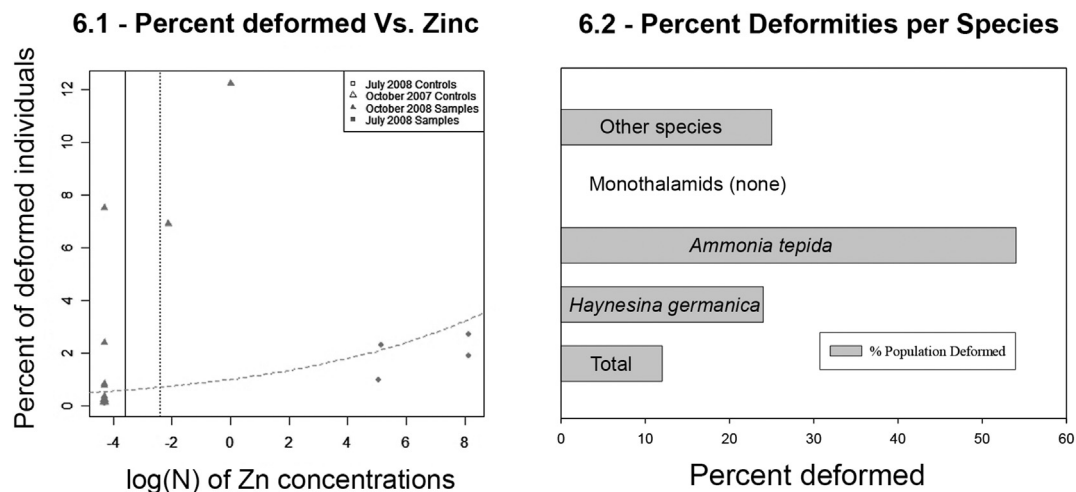 6.1 - Percent deformed Vs. Zinc
Percent of deformed individuals
12
10
8
6
4
2
0
July 2008 Controls
October 2007 Controls
October 2008 Samples
July 2008 Samples
-4 -2 0 2 4 6 8
log(N) of Zn concentrations
6.2 - Percent Deformities per Species
Other species
Monothalamids (none)
Ammonia tepida
Haynesina germanica
Total
% Population Deformed
0 10 20 30 40 50 60
Percent deformed